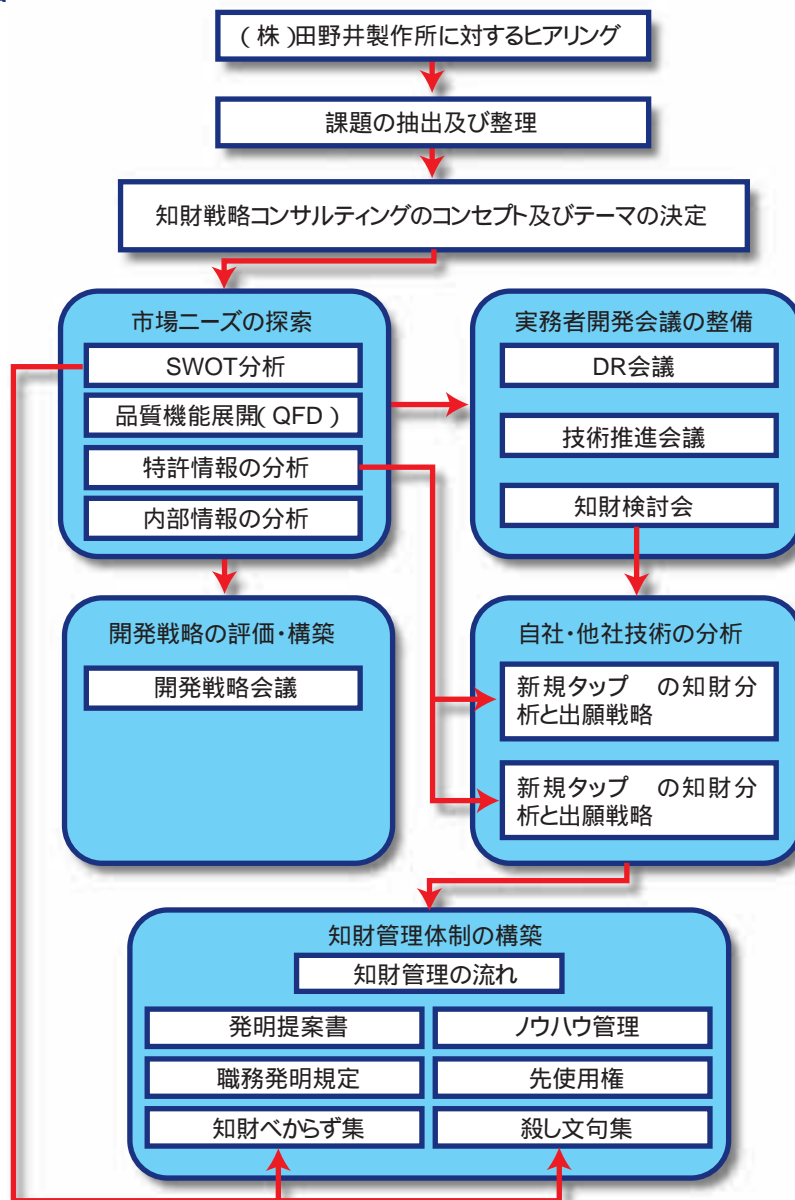 (株)田野井製作所に対するヒアリング
課題の抽出及び整理
知財戦略コンサルティングのコンセプト及びテーマの決定
市場ニーズの探索
SWOT分析
品質機能展開(QFD)
特許情報の分析
内部情報の分析
実務者開発会議の整備
DR会議
技術推進会議
知財検討会
開発戦略の評価・構築
開発戦略会議
自社・他社技術の分析
新規タップ　の知財分
析と出願戦略
新規タップ　の知財分
析と出願戦略
知財管理体制の構築
知財管理の流れ
発明提案書
ノウハウ管理
職務発明規定
先使用権
知財べからず集
殺し文句集